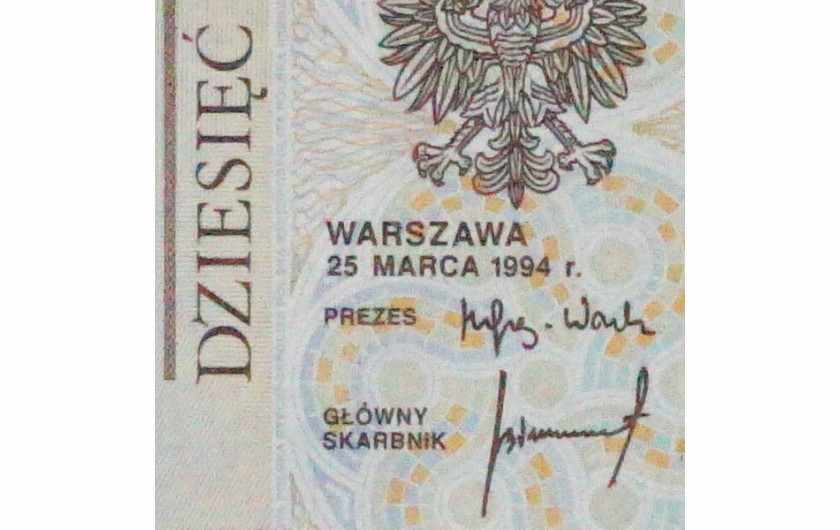 DZIESIĘĆ
WARSZAWA
25 MARCA 1994 r.
PREZES
GŁÓWNY
SKARBNIK